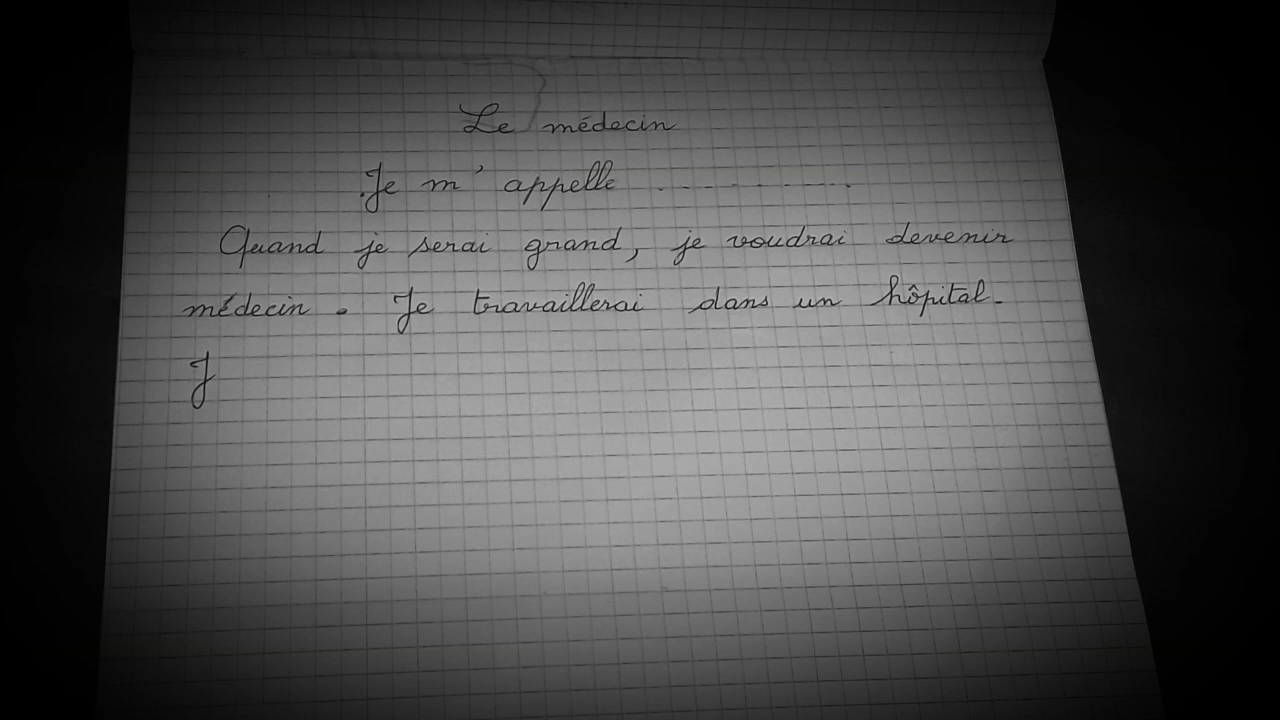 Le médecin
Je m'appelle ...........
Quand je serai grand, je voudrai devenir
médecin. Je travaillerai dans un hôpital.
J